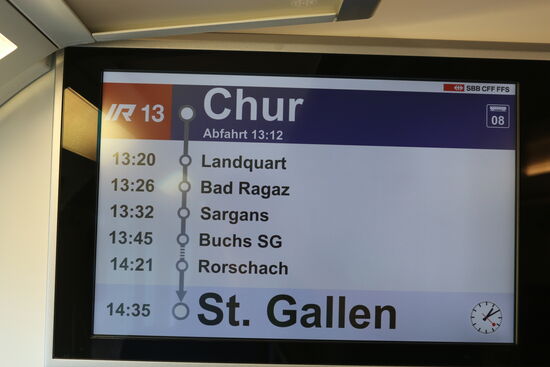 SBB CFF FFS
IR 13 Chur
Abfahrt 13:12
08
13:20 Landquart
13:26 Bad Ragaz
13:32 Sargans
13:45 Buchs SG
14:21 Rorschach
14:35 St. Gallen